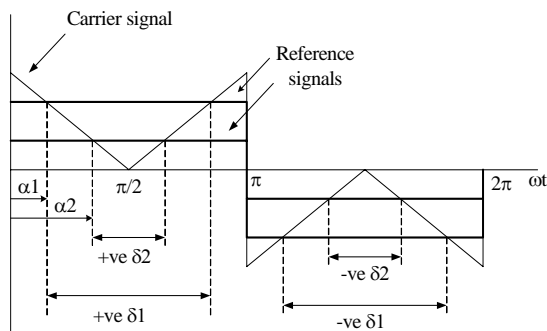 Carrier signal
Reference
signals
α1
π/2
π
2π
ωt
α2
+ve δ2
-ve δ2
+ve δ1
-ve δ1